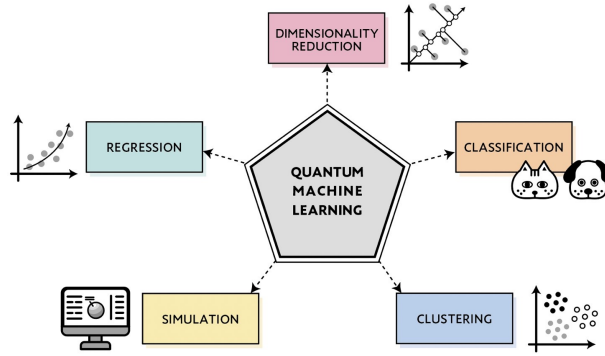 DIMENSIONALITY
REDUCTION
REGRESSION
CLASSIFICATION
QUANTUM
MACHINE
LEARNING
SIMULATION
CLUSTERING